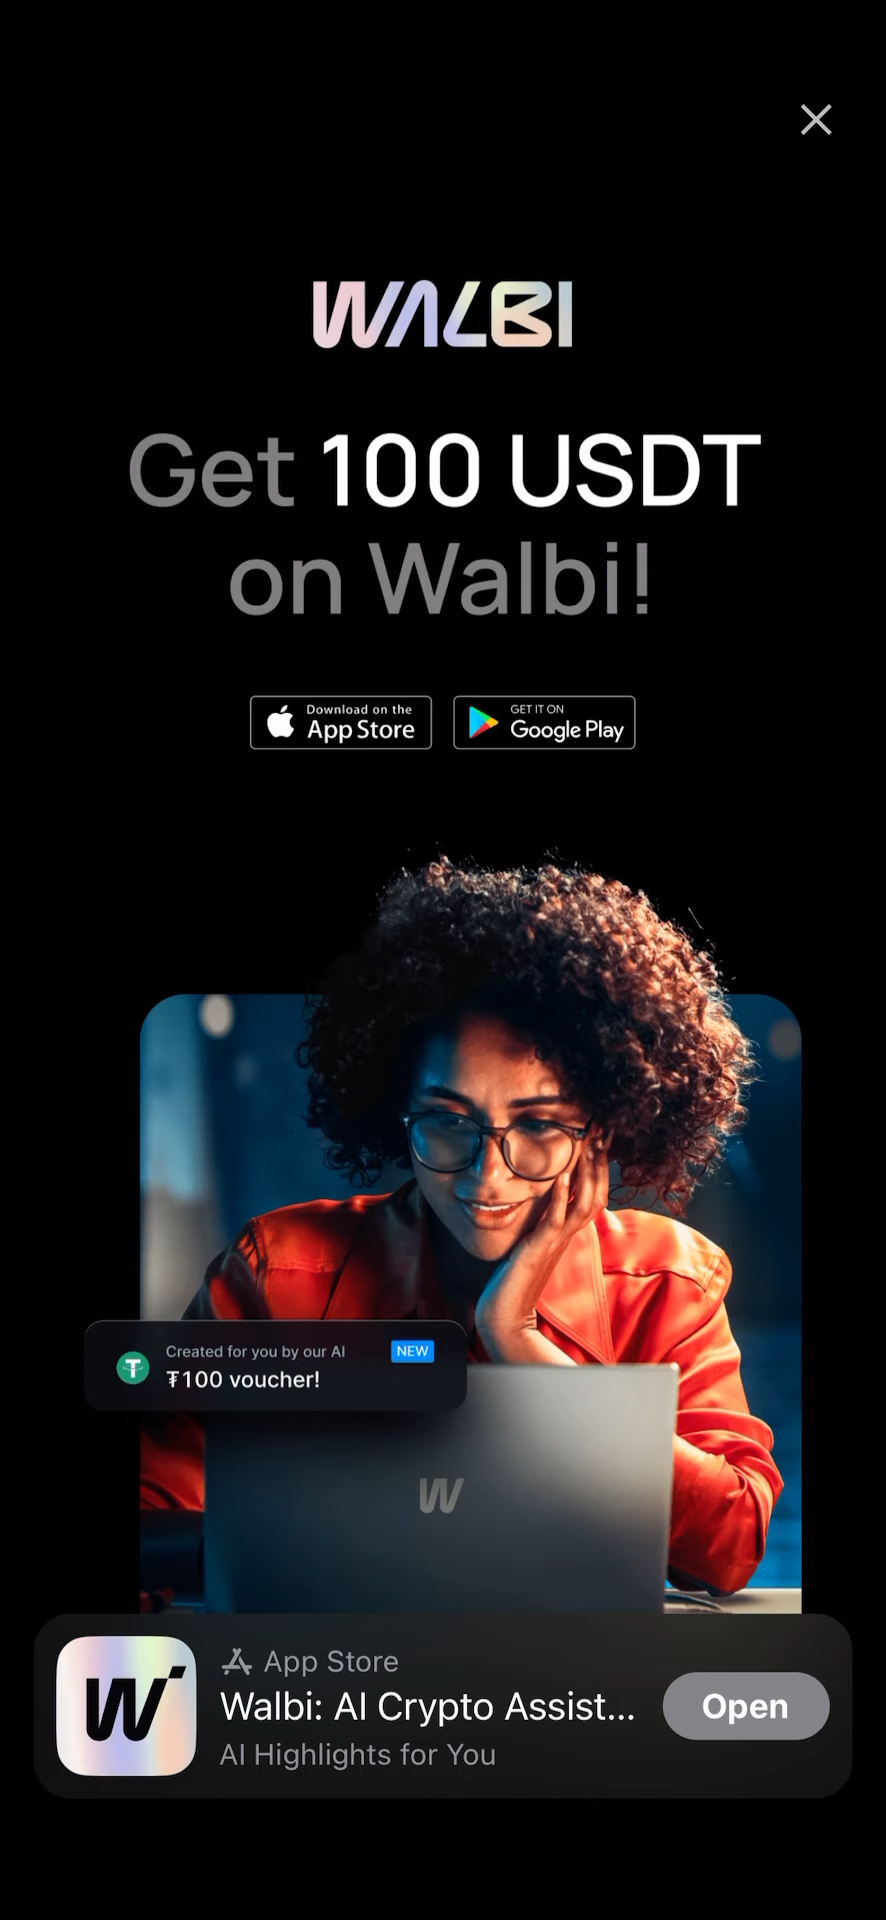 WALBI
Get 100 USDT
on Walbi!
Download on the
App Store
GET IT ON
Google Play
Created for you by our AI
NEW
₮100 voucher!
W
W
App Store
Walbi: AI Crypto Assist...
Open
AI Highlights for You